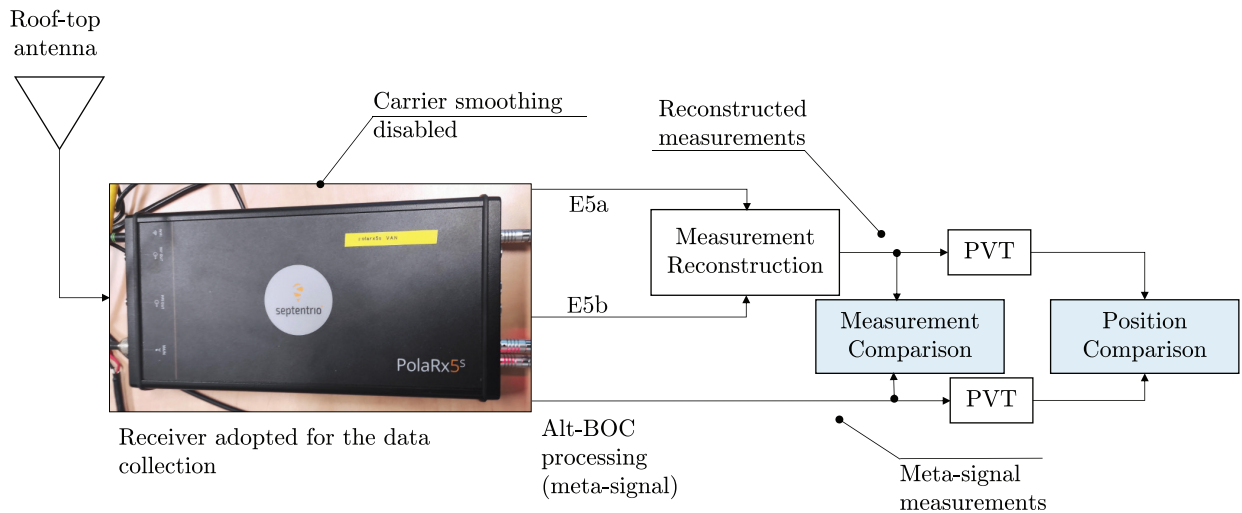 Roof-top
antenna
Carrier smoothing
disabled
Reconstructed
measurements
E5a
Measurement
Reconstruction
PVT
E5b
septentrio
PolaRx5S
Measurement
Comparison
Position
Comparison
PVT
Receiver adopted for the data
collection
Alt-BOC
processing
(meta-signal)
Meta-signal
measurements